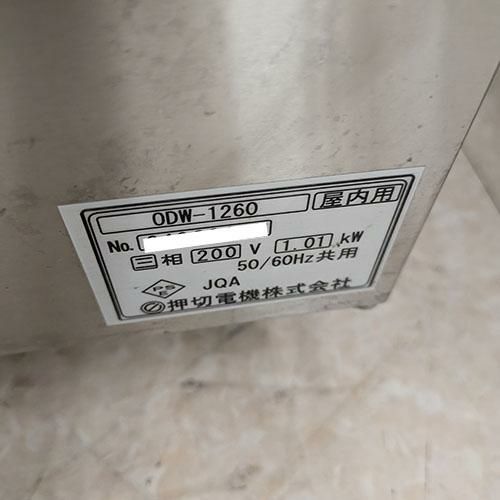 ODW-1260 屋内用
No.
三相 200 V 1.01 kW
50/60Hz共用
PSE JQA
押切電機株式会社